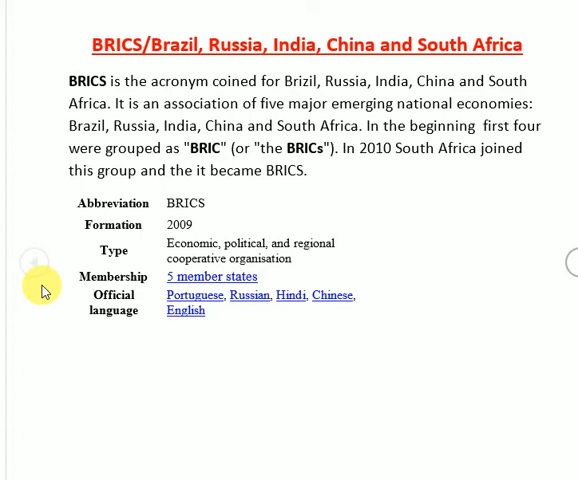 BRICS/Brazil, Russia, India, China and South Africa
BRICS is the acronym coined for Brizil, Russia, India, China and South
Africa. It is an association of five major emerging national economies:
Brazil, Russia, India, China and South Africa. In the beginning first four
were grouped as "BRIC" (or "the BRICs"). In 2010 South Africa joined
this group and the it became BRICS.
Abbreviation BRICS
Formation 2009
Type Economic, political, and regional
cooperative organisation
Membership 5 member states
Official language Portuguese, Russian, Hindi, Chinese,
English